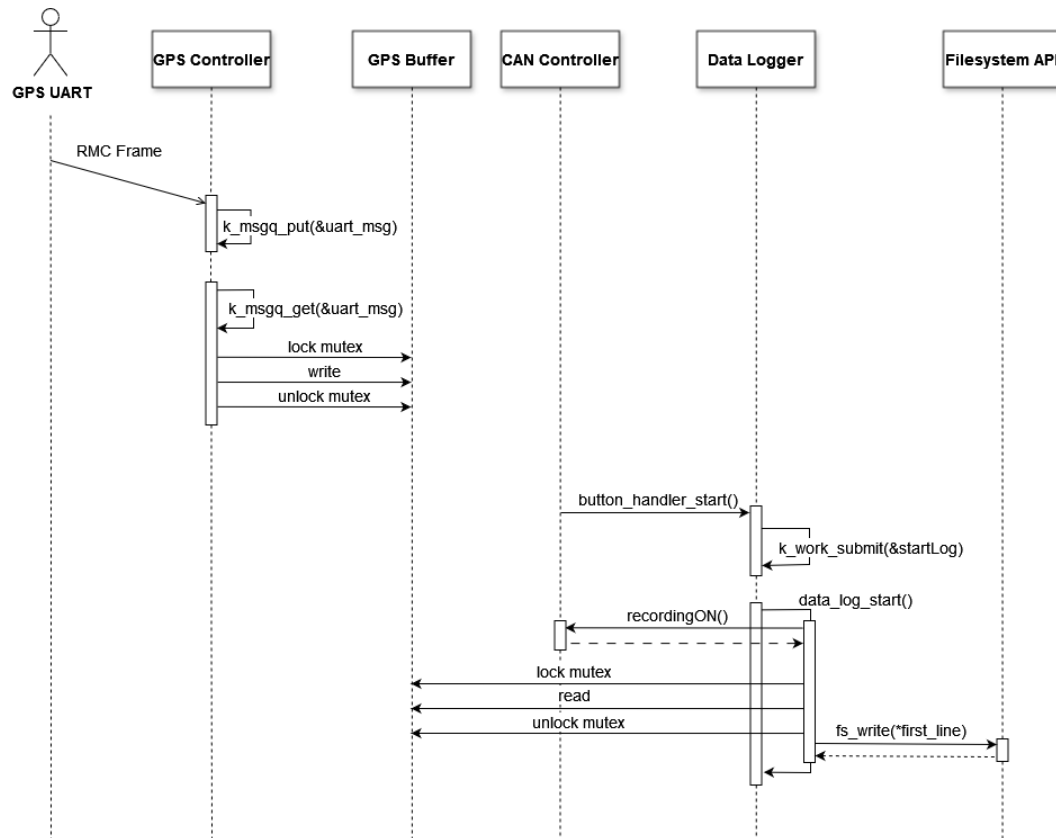 GPS UART
GPS Controller
GPS Buffer
CAN Controller
Data Logger
Filesystem API
RMC Frame
k_msgq_put(&uart_msg)
k_msgq_get(&uart_msg)
lock mutex
write
unlock mutex
button_handler_start()
k_work_submit(&startLog)
data_log_start()
recordingON()
lock mutex
read
unlock mutex
fs_write(*first_line)